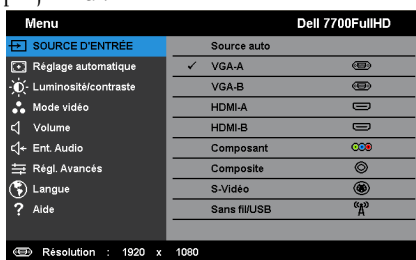 Menu Dell 7700FullHD
SOURCE D'ENTRÉE Source auto
Réglage automatique ✓ VGA-A
Luminosité/contraste VGA-B
Mode vidéo HDMI-A
Volume HDMI-B
Ent. Audio Composant
Régl. Avancés Composite
Langue S-Vidéo
? Aide Sans fil/USB
Résolution : 1920 x 1080